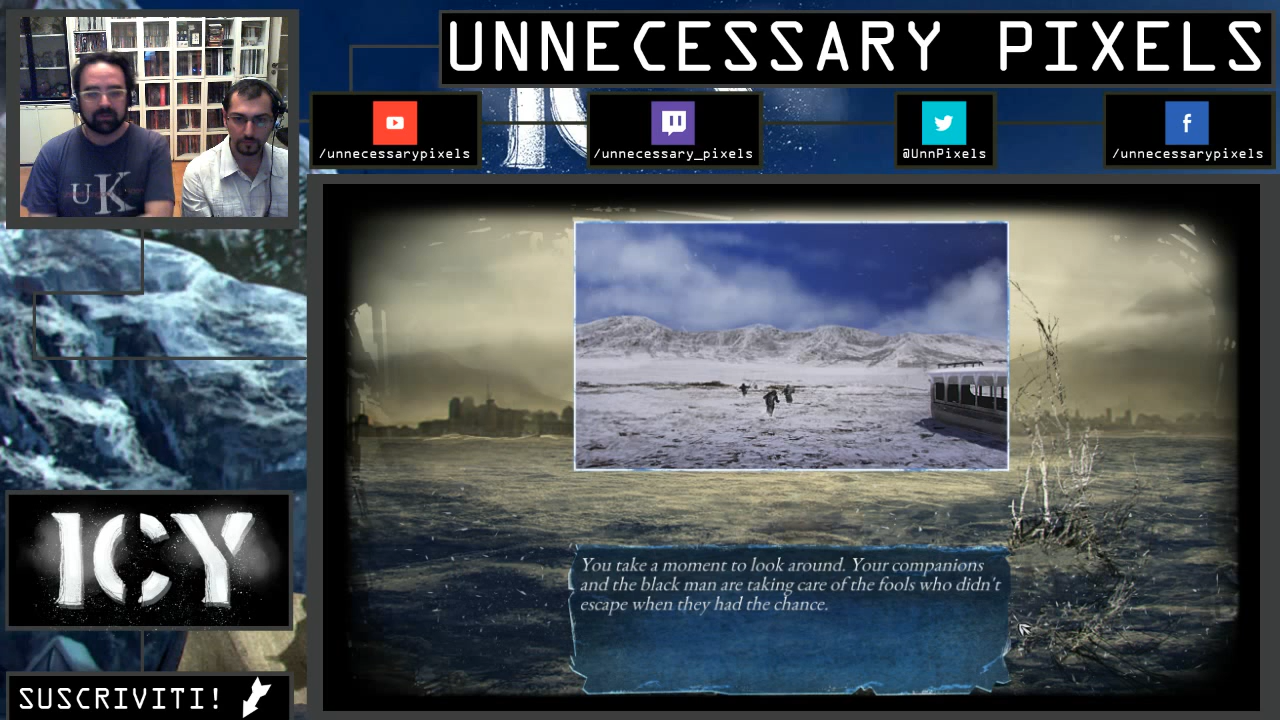 UNNECESSARY PIXELS
/unnecessarypixels
/unnecessary_pixels
@UnnPixels
/unnecessarypixels
UK
You take a moment to look around. Your companions
and the black man are taking care of the fools who didn't
escape when they had the chance.
ICY
SUSCRIVITI!